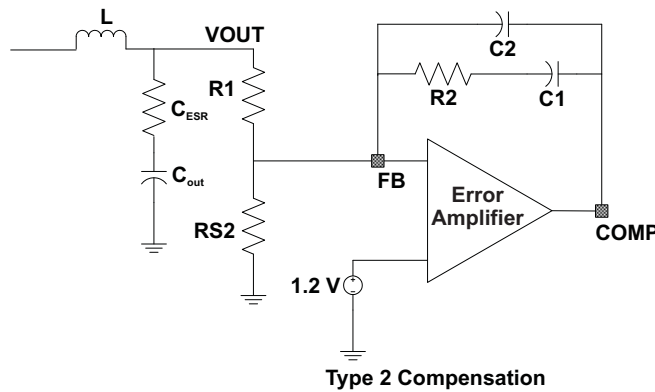 L
VOUT
C2
R1
R2
C1
CESR
FB
Error
Amplifier
Cout
COMP
RS2
1.2 V
Type 2 Compensation